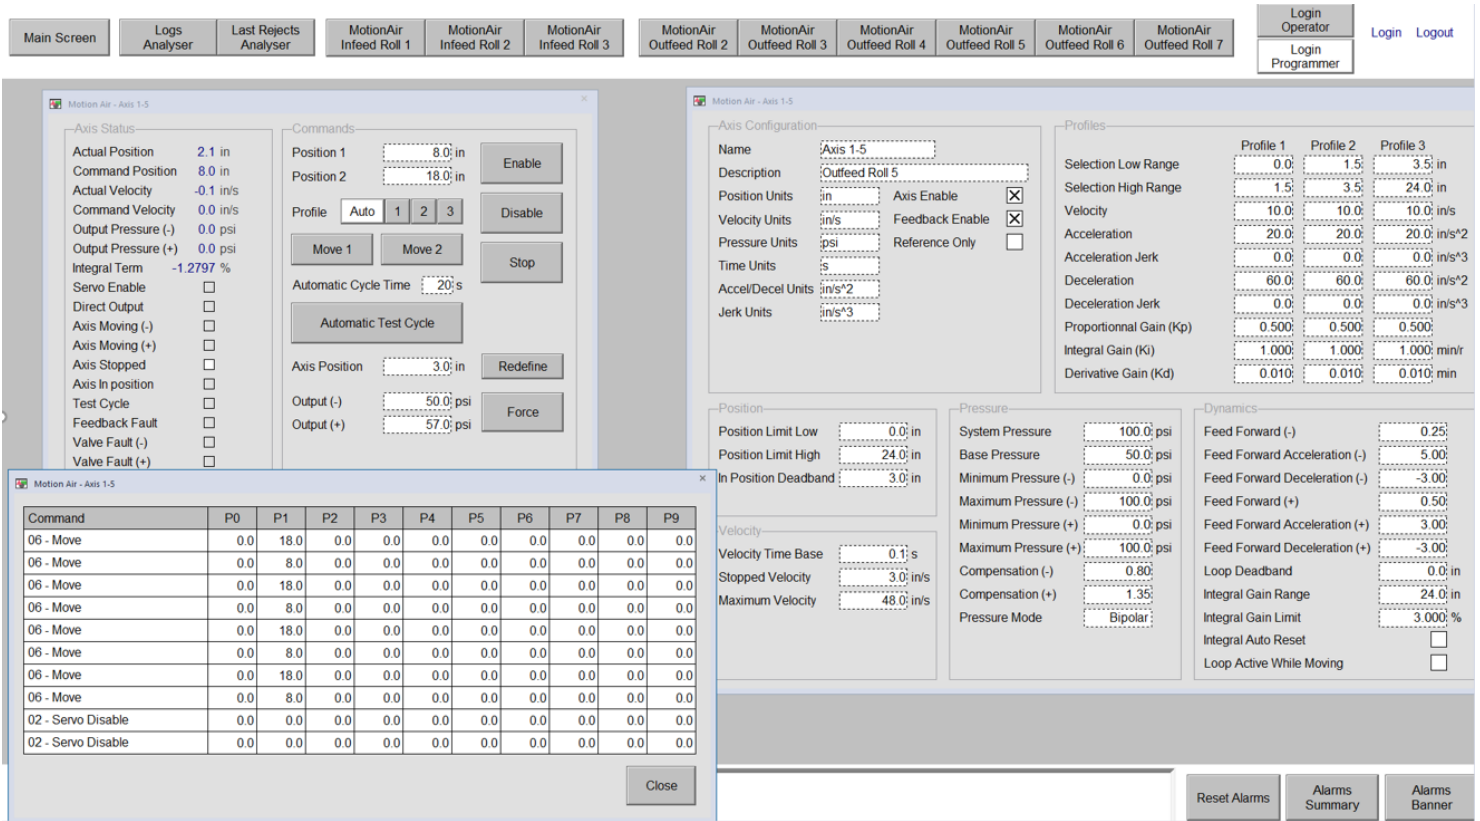 Main Screen
Logs Analyser
Last Rejects Analyser
MotionAir Infeed Roll 1
MotionAir Infeed Roll 2
MotionAir Infeed Roll 3
MotionAir Outfeed Roll 2
MotionAir Outfeed Roll 3
MotionAir Outfeed Roll 4
MotionAir Outfeed Roll 5
MotionAir Outfeed Roll 6
MotionAir Outfeed Roll 7
Login Operator
Login Programmer
Login Logout
Motion Air - Axis 1-5
Axis Status
Actual Position 2.1 in
Command Position 8.0 in
Actual Velocity -0.1 in/s
Command Velocity 0.0 in/s
Output Pressure (-) 0.0 psi
Output Pressure (+) 0.0 psi
Integral Term -1.2797 %
Servo Enable
Direct Output
Axis Moving (-)
Axis Moving (+)
Axis Stopped
Axis In position
Test Cycle
Feedback Fault
Valve Fault (-)
Valve Fault (+)
Commands
Position 1 8.0 in
Position 2 18.0 in
Profile Auto 1 2 3
Move 1 Move 2
Automatic Cycle Time 20 s
Automatic Test Cycle
Axis Position 3.0 in
Output (-) 50.0 psi
Output (+) 57.0 psi
Enable
Disable
Stop
Redefine
Force
Motion Air - Axis 1-5
Axis Configuration
Name Axis 1-5
Description Outfeed Roll 5
Position Units in Axis Enable
Velocity Units in/s Feedback Enable
Pressure Units psi Reference Only
Time Units s
Accel/Decel Units in/s^2
Jerk Units in/s^3
Profiles
Profile 1 Profile 2 Profile 3
Selection Low Range 0.0 1.5 3.5 in
Selection High Range 1.5 3.5 24.0 in
Velocity 10.0 10.0 10.0 in/s
Acceleration 20.0 20.0 20.0 in/s^2
Acceleration Jerk 0.0 0.0 0.0 in/s^3
Deceleration 60.0 60.0 60.0 in/s^2
Deceleration Jerk 0.0 0.0 0.0 in/s^3
Proportionnal Gain (Kp) 0.500 0.500 0.500
Integral Gain (Ki) 1.000 1.000 1.000 min/r
Derivative Gain (Kd) 0.010 0.010 0.010 min
Position
Position Limit Low 0.0 in
Position Limit High 24.0 in
In Position Deadband 3.0 in
Velocity
Velocity Time Base 0.1 s
Stopped Velocity 3.0 in/s
Maximum Velocity 48.0 in/s
Pressure
System Pressure 100.0 psi
Base Pressure 50.0 psi
Minimum Pressure (-) 0.0 psi
Maximum Pressure (-) 100.0 psi
Minimum Pressure (+) 0.0 psi
Maximum Pressure (+) 100.0 psi
Compensation (-) 0.80
Compensation (+) 1.35
Pressure Mode Bipolar
Dynamics
Feed Forward (-) 0.25
Feed Forward Acceleration (-) 5.00
Feed Forward Deceleration (-) -3.00
Feed Forward (+) 0.50
Feed Forward Acceleration (+) 3.00
Feed Forward Deceleration (+) -3.00
Loop Deadband 0.0 in
Integral Gain Range 24.0 in
Integral Gain Limit 3.000 %
Integral Auto Reset
Loop Active While Moving
Motion Air - Axis 1-5
Command P0 P1 P2 P3 P4 P5 P6 P7 P8 P9
06 - Move 0.0 18.0 0.0 0.0 0.0 0.0 0.0 0.0 0.0 0.0
06 - Move 0.0 8.0 0.0 0.0 0.0 0.0 0.0 0.0 0.0 0.0
06 - Move 0.0 18.0 0.0 0.0 0.0 0.0 0.0 0.0 0.0 0.0
06 - Move 0.0 8.0 0.0 0.0 0.0 0.0 0.0 0.0 0.0 0.0
06 - Move 0.0 18.0 0.0 0.0 0.0 0.0 0.0 0.0 0.0 0.0
06 - Move 0.0 8.0 0.0 0.0 0.0 0.0 0.0 0.0 0.0 0.0
06 - Move 0.0 18.0 0.0 0.0 0.0 0.0 0.0 0.0 0.0 0.0
06 - Move 0.0 8.0 0.0 0.0 0.0 0.0 0.0 0.0 0.0 0.0
02 - Servo Disable 0.0 0.0 0.0 0.0 0.0 0.0 0.0 0.0 0.0 0.0
02 - Servo Disable 0.0 0.0 0.0 0.0 0.0 0.0 0.0 0.0 0.0 0.0
Close
Reset Alarms
Alarms Summary
Alarms Banner